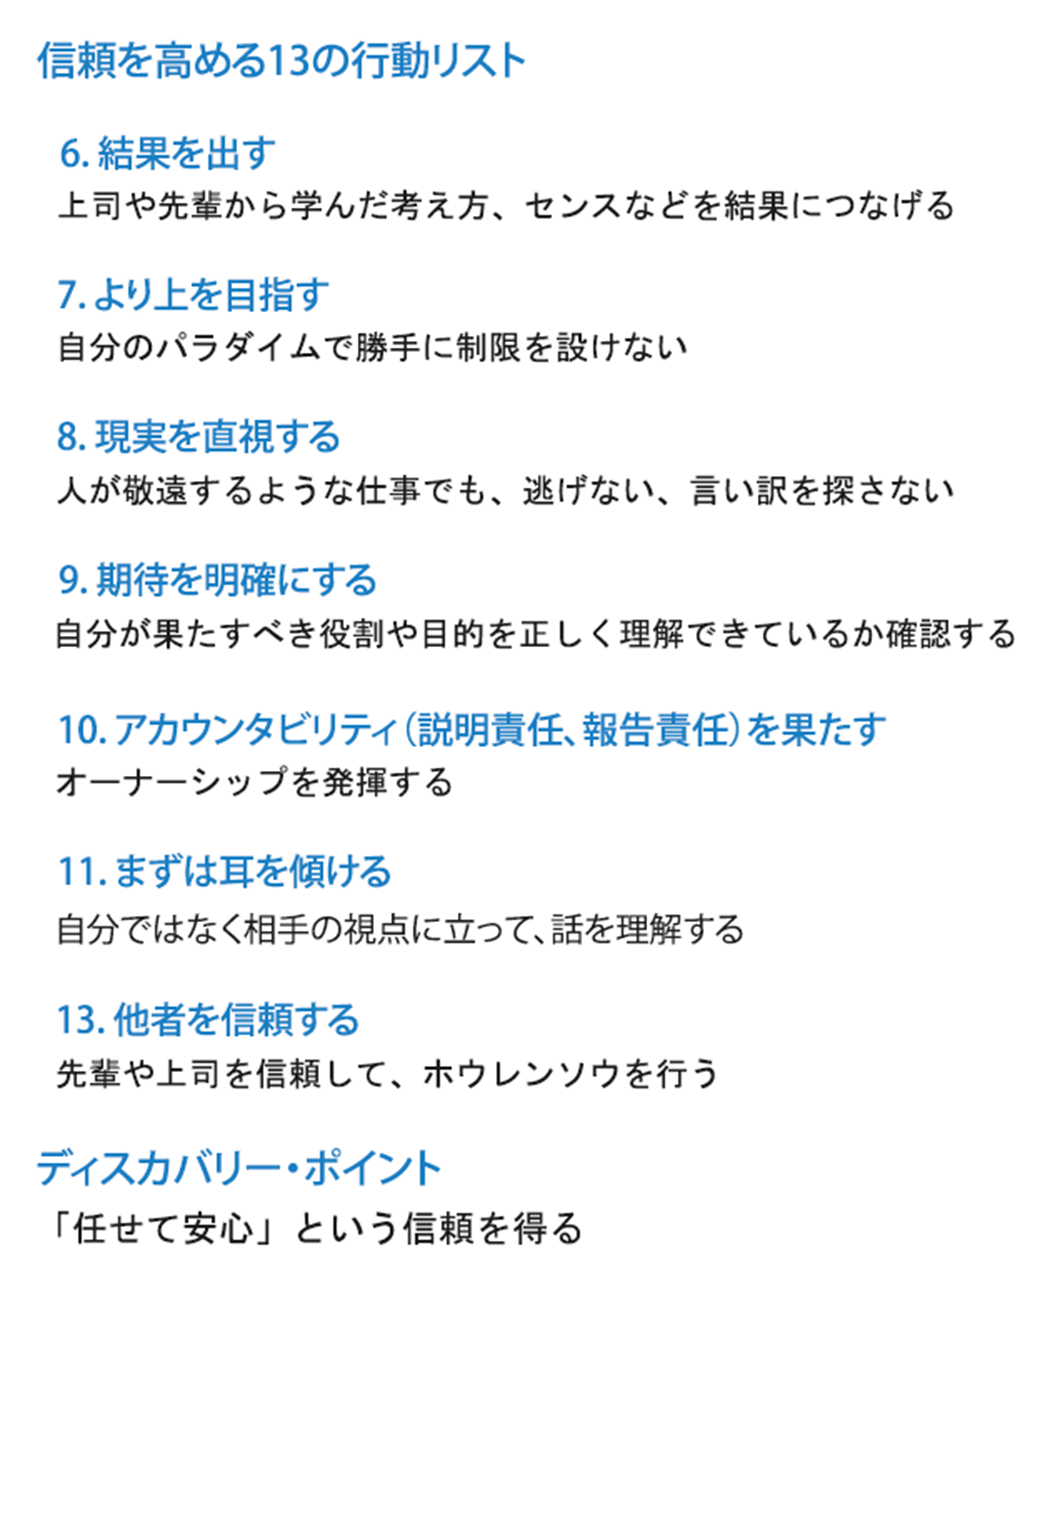 信頼を高める13の行動リスト
6. 結果を出す
上司や先輩から学んだ考え方、センスなどを結果につなげる
7. より上を目指す
自分のパラダイムで勝手に制限を設けない
8. 現実を直視する
人が敬遠するような仕事でも、逃げない、言い訳を探さない
9. 期待を明確にする
自分が果たすべき役割や目的を正しく理解できているか確認する
10. アカウンタビリティ(説明責任、報告責任)を果たす
オーナーシップを発揮する
11. まずは耳を傾ける
自分ではなく相手の視点に立って、話を理解する
13. 他者を信頼する
先輩や上司を信頼して、ホウレンソウを行う
ディスカバリー・ポイント
「任せて安心」という信頼を得る